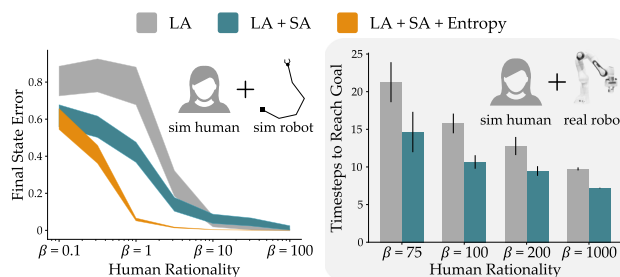 LA LA + SA LA + SA + Entropy
Final State Error
0.8
0.6
0.4
0.2
0
sim human + sim robot
β = 0.1 β = 1 β = 10 β = 100
Human Rationality
Timesteps to Reach Goal
25
20
15
10
5
0
sim human + real robot
β = 75 β = 100 β = 200 β = 1000
Human Rationality